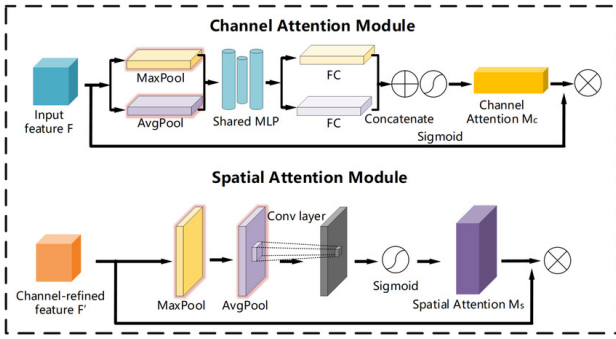 Channel Attention Module
MaxPool
AvgPool
Input
feature F
Shared MLP
FC
FC
Concatenate
Sigmoid
Channel
Attention Mc
Spatial Attention Module
Channel-refined
feature F'
MaxPool
AvgPool
Conv layer
Sigmoid
Spatial Attention Ms